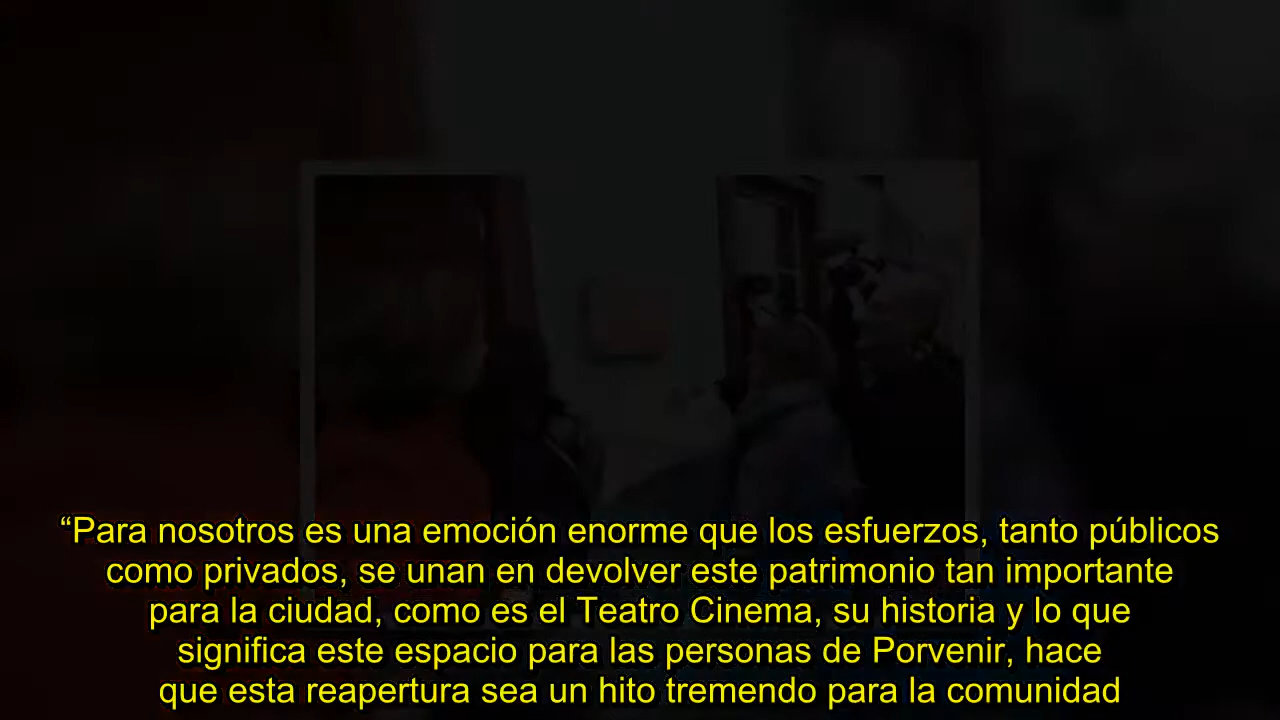 “Para nosotros es una emoción enorme que los esfuerzos, tanto públicos
como privados, se unan en devolver este patrimonio tan importante
para la ciudad, como es el Teatro Cinema, su historia y lo que
significa este espacio para las personas de Porvenir, hace
que esta reapertura sea un hito tremendo para la comunidad